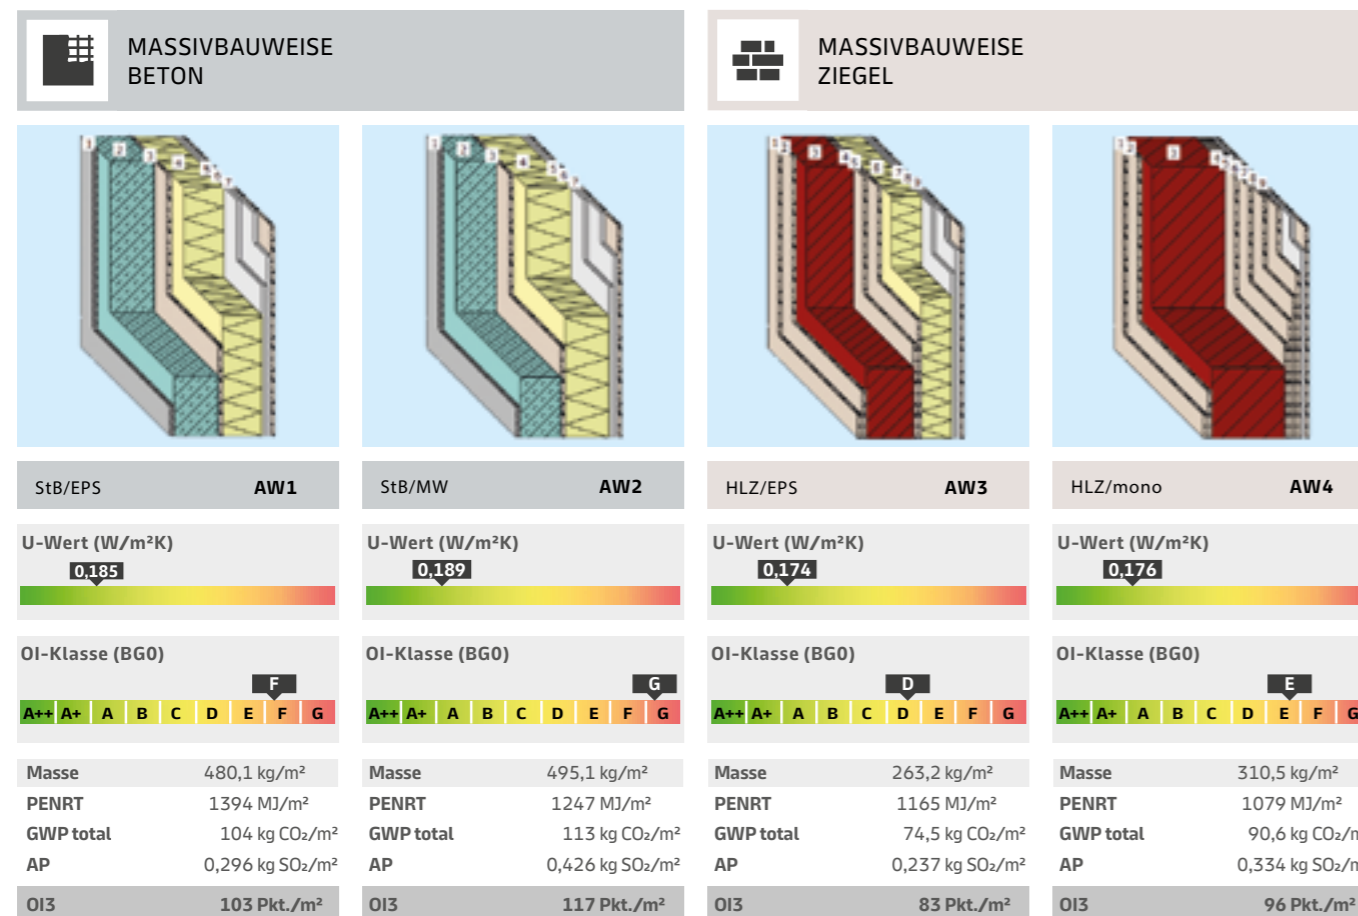 MASSIVBAUWEISE
BETON
MASSIVBAUWEISE
ZIEGEL
StB/EPS AW1
StB/MW AW2
HLZ/EPS AW3
HLZ/mono AW4
U-Wert (W/m²K)
0,185
U-Wert (W/m²K)
0,189
U-Wert (W/m²K)
0,174
U-Wert (W/m²K)
0,176
OI-Klasse (BG0)
F
A++ A+ A B C D E F G
OI-Klasse (BG0)
G
A++ A+ A B C D E F G
OI-Klasse (BG0)
D
A++ A+ A B C D E F G
OI-Klasse (BG0)
E
A++ A+ A B C D E F G
Masse 480,1 kg/m²
PENRT 1394 MJ/m²
GWP total 104 kg CO₂/m²
AP 0,296 kg SO₂/m²
OI3 103 Pkt./m²
Masse 495,1 kg/m²
PENRT 1247 MJ/m²
GWP total 113 kg CO₂/m²
AP 0,426 kg SO₂/m²
OI3 117 Pkt./m²
Masse 263,2 kg/m²
PENRT 1165 MJ/m²
GWP total 74,5 kg CO₂/m²
AP 0,237 kg SO₂/m²
OI3 83 Pkt./m²
Masse 310,5 kg/m²
PENRT 1079 MJ/m²
GWP total 90,6 kg CO₂/m
AP 0,334 kg SO₂/m
OI3 96 Pkt./m²